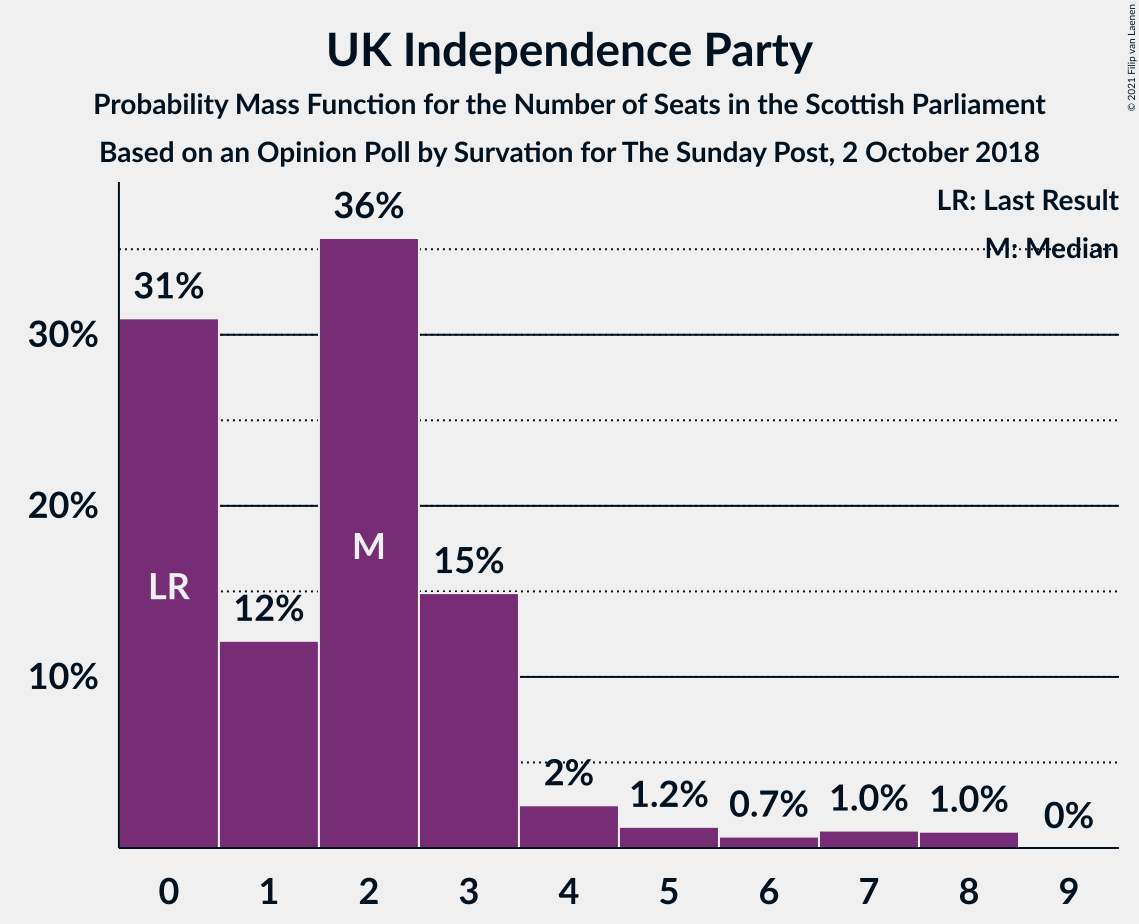 UK Independence Party
Probability Mass Function for the Number of Seats in the Scottish Parliament
Based on an Opinion Poll by Survation for The Sunday Post, 2 October 2018
© 2021 Filip van Laenen
LR: Last Result
M: Median
36%
31%
30%
20%
15%
M
LR
12%
10%
2%
1.2%
0.7%
1.0%
1.0%
0%
0 1 2 3 4 5 6 7 8 9